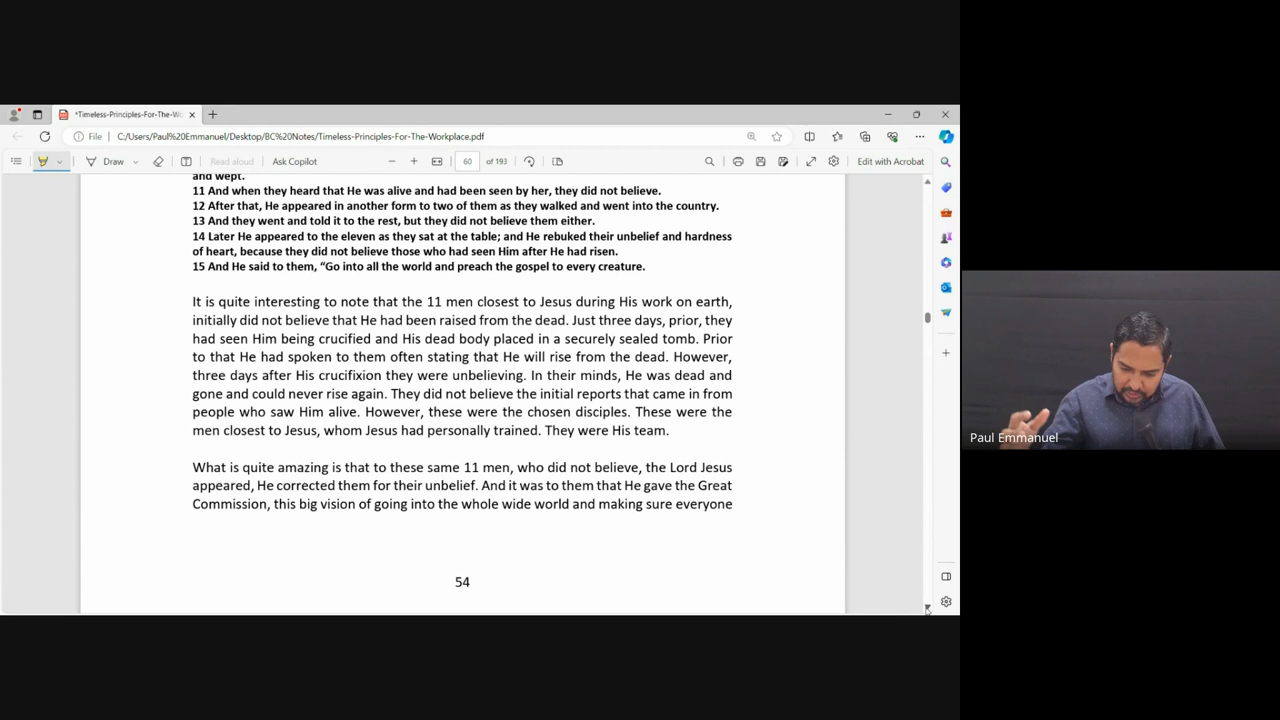 *Timeless-Principles-For-The-Wo
File
C:/Users/Paul%20Emmanuel/Desktop/BC%20Notes/Timeless-Principles-For-The-Workplace.pdf
Draw
Read aloud
Ask Copilot
60
of 193
Edit with Acrobat
and wept.
11 And when they heard that He was alive and had been seen by her, they did not believe.
12 After that, He appeared in another form to two of them as they walked and went into the country.
13 And they went and told it to the rest, but they did not believe them either.
14 Later He appeared to the eleven as they sat at the table; and He rebuked their unbelief and hardness
of heart, because they did not believe those who had seen Him after He had risen.
15 And He said to them, “Go into all the world and preach the gospel to every creature.
It is quite interesting to note that the 11 men closest to Jesus during His work on earth,
initially did not believe that He had been raised from the dead. Just three days, prior, they
had seen Him being crucified and His dead body placed in a securely sealed tomb. Prior
to that He had spoken to them often stating that He will rise from the dead. However,
three days after His crucifixion they were unbelieving. In their minds, He was dead and
gone and could never rise again. They did not believe the initial reports that came in from
people who saw Him alive. However, these were the chosen disciples. These were the
men closest to Jesus, whom Jesus had personally trained. They were His team.
What is quite amazing is that to these same 11 men, who did not believe, the Lord Jesus
appeared, He corrected them for their unbelief. And it was to them that He gave the Great
Commission, this big vision of going into the whole wide world and making sure everyone
54
Paul Emmanuel